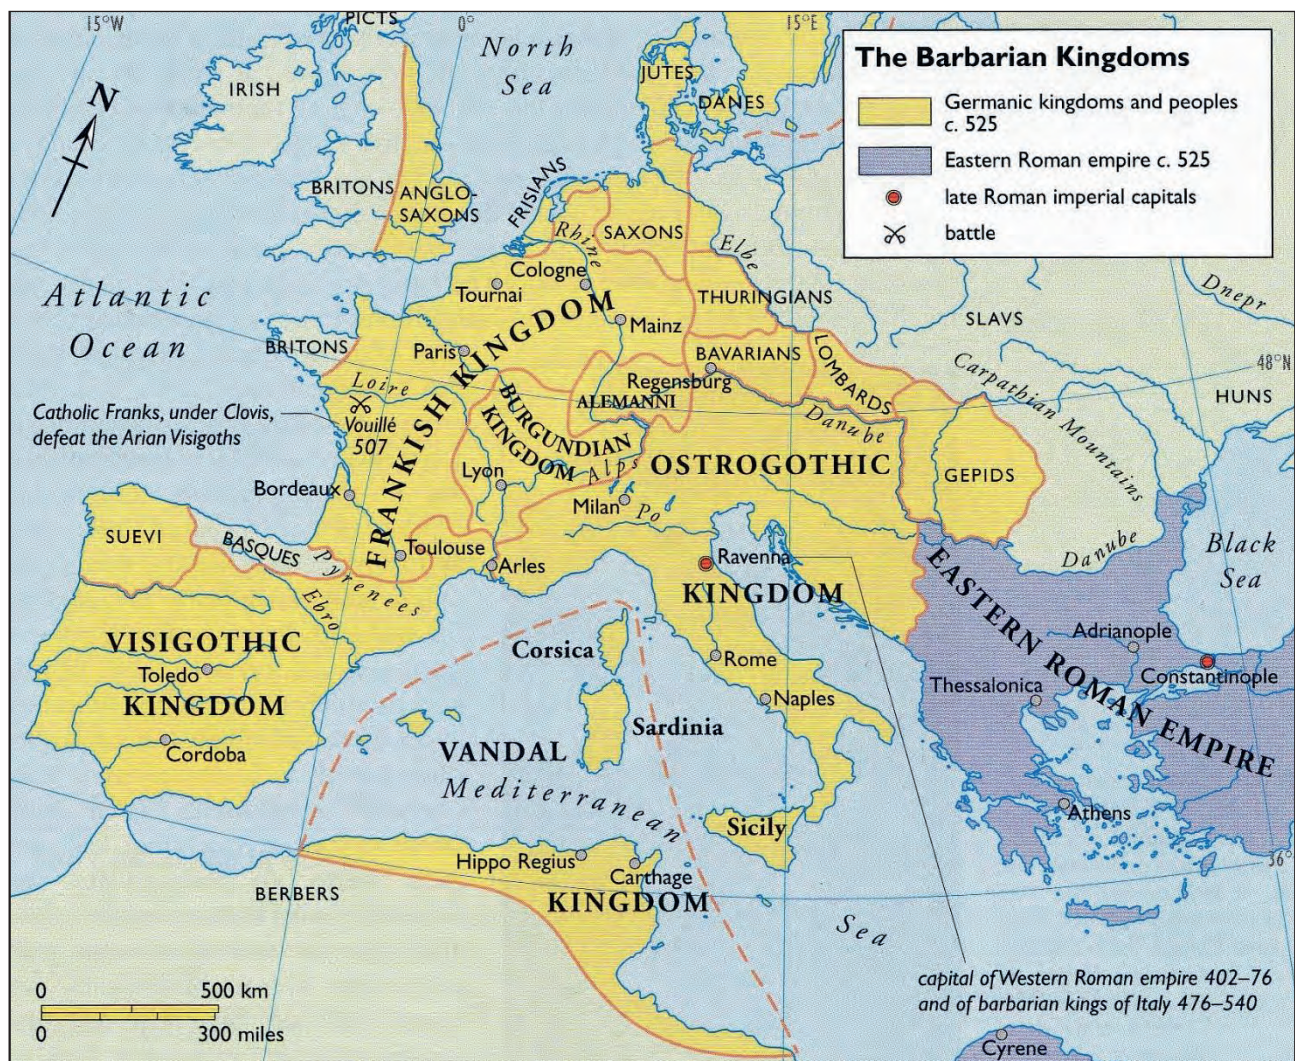 15°W
PICTS
0°
15°E
North
Sea
IRISH
N
JUTES
DANES
The Barbarian Kingdoms
Germanic kingdoms and peoples
c. 525
Eastern Roman empire c. 525
late Roman imperial capitals
battle
BRITONS
ANGLO-
SAXONS
FRISIANS
SAXONS
Rhine
Elbe
Cologne
Tournai
THURINGIANS
Dnepr
Atlantic
Ocean
SLAVS
Mainz
BRITONS
Paris
BAVARIANS
LOMBARDS
Carpathian Mountains
48°N
HUNS
Loire
Regensburg
ALEMANNI
Catholic Franks, under Clovis,
defeat the Arian Visigoths
Vouillé
507
FRANKISH KINGDOM
BURGUNDIAN
KINGDOM
Danube
Alps
OSTROGOTHIC
GEPIDS
Lyon
Bordeaux
Milan
Po
SUEVI
BASQUES
Pyrenees
Toulouse
Arles
Ravenna
KINGDOM
Danube
Black
Sea
Ebro
EASTERN ROMAN EMPIRE
VISIGOTHIC
Toledo
KINGDOM
Corsica
Rome
Adrianople
Constantinople
Thessalonica
Naples
Sardinia
Cordoba
VANDAL
Mediterranean
Sicily
Athens
Hippo Regius
Carthage
KINGDOM
36°
BERBERS
Sea
capital of Western Roman empire 402–76
and of barbarian kings of Italy 476–540
0 500 km
0 300 miles
Cyrene